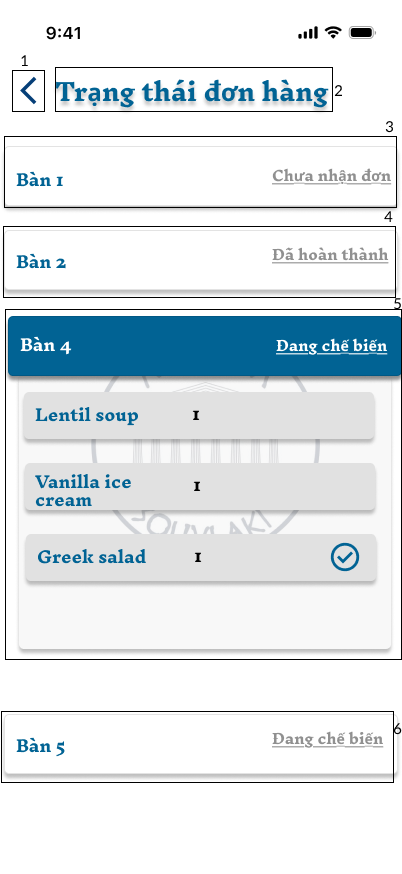 9:41
1
Trạng thái đơn hàng
2
3
Bàn 1
Chưa nhận đơn
4
Bàn 2
Đã hoàn thành
5
Bàn 4
Đang chế biến
Lentil soup 1
Vanilla ice
cream
1
Greek salad 1
SOUVLAKI
6
Bàn 5
Đang chế biến